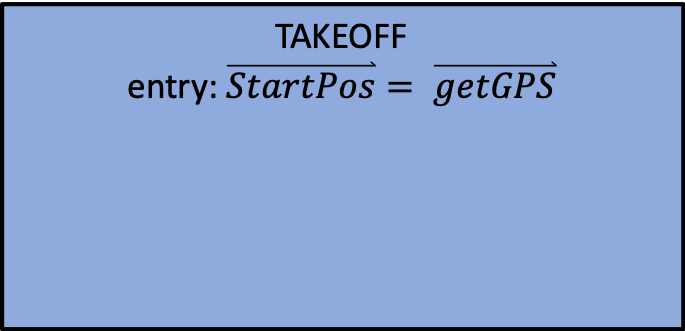 TAKEOFF
entry: StartPos = getGPS